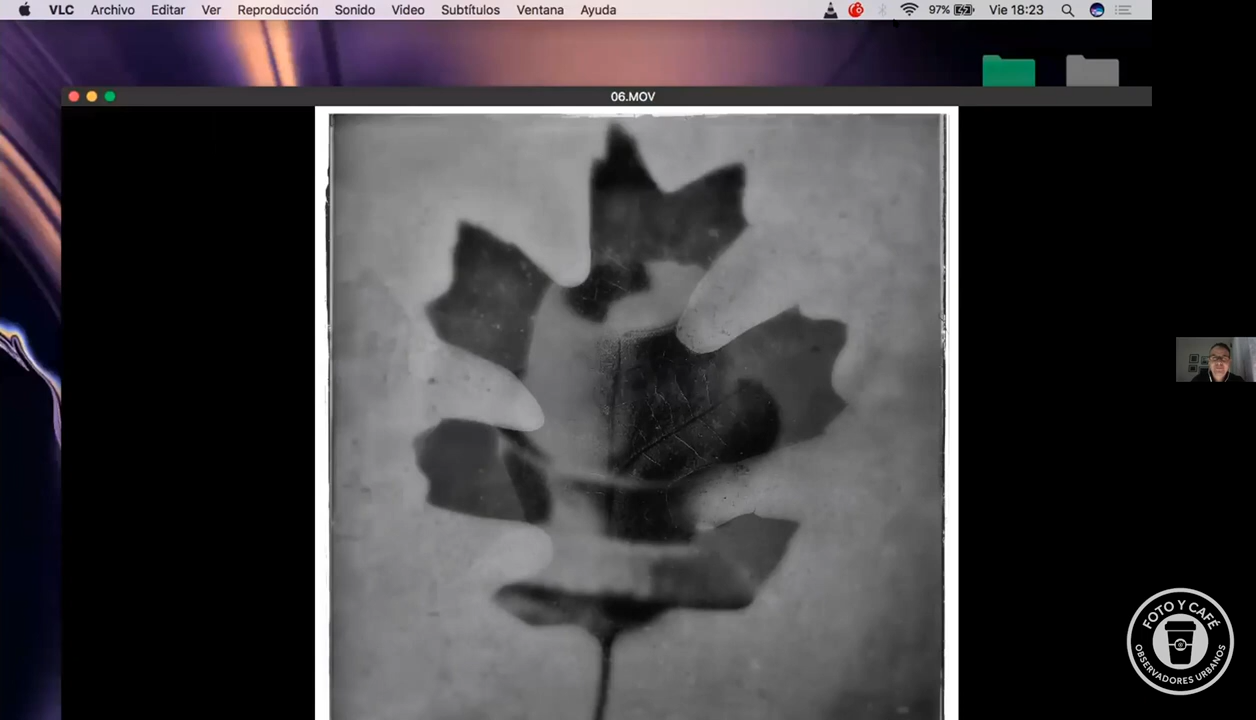 VLC Archivo Editar Ver Reproducción Sonido Video Subtítulos Ventana Ayuda 97% Vie 18:23
06.MOV
FOTO Y CAFÉ
OBSERVADORES URBANOS